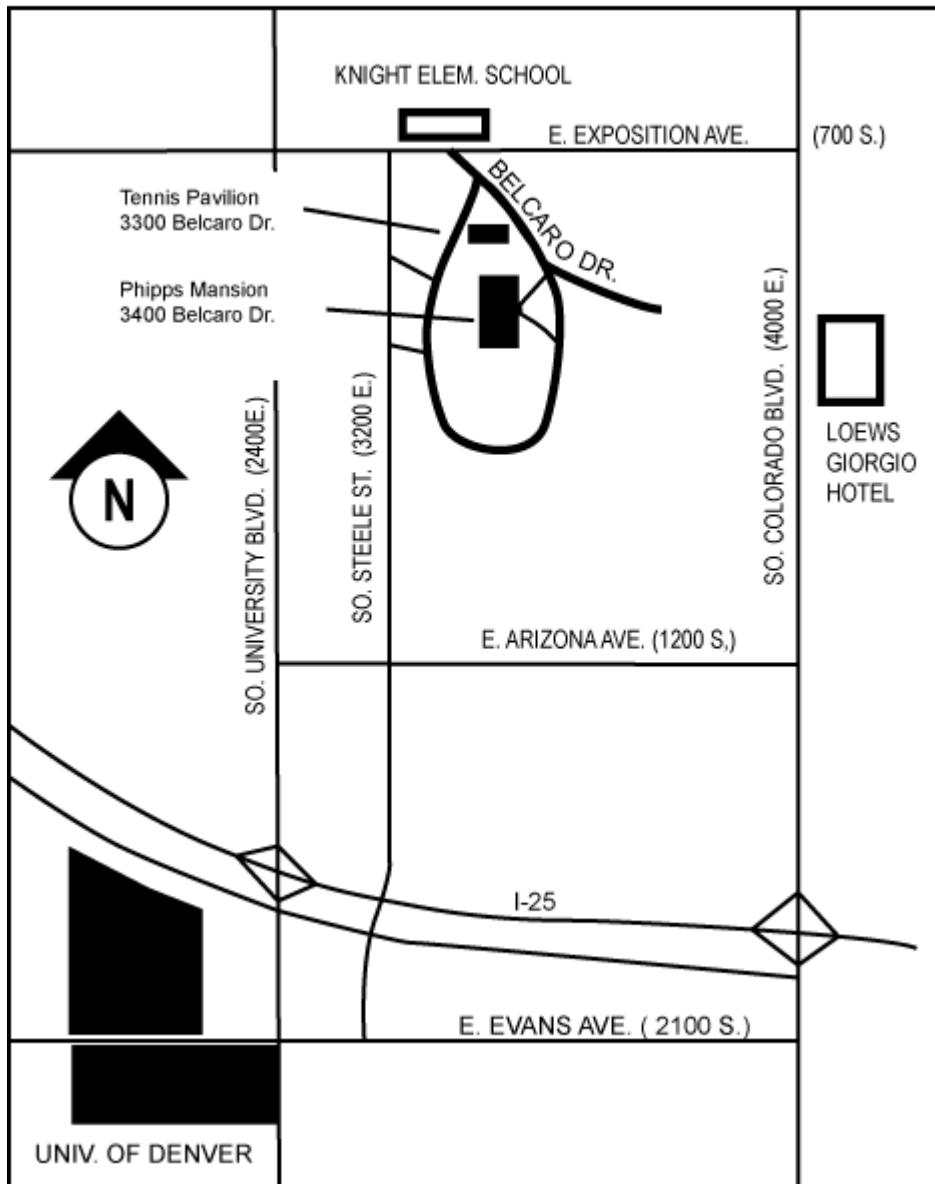 KNIGHT ELEM. SCHOOL
E. EXPOSITION AVE.
(700 S.)
BELCARO DR.
Tennis Pavilion
3300 Belcaro Dr.
Phipps Mansion
3400 Belcaro Dr.
SO. UNIVERSITY BLVD. (2400E.)
SO. STEELE ST. (3200 E.)
SO. COLORADO BLVD. (4000 E.)
LOEWS
GIORGIO
HOTEL
N
E. ARIZONA AVE. (1200 S,)
I-25
E. EVANS AVE. ( 2100 S.)
UNIV. OF DENVER